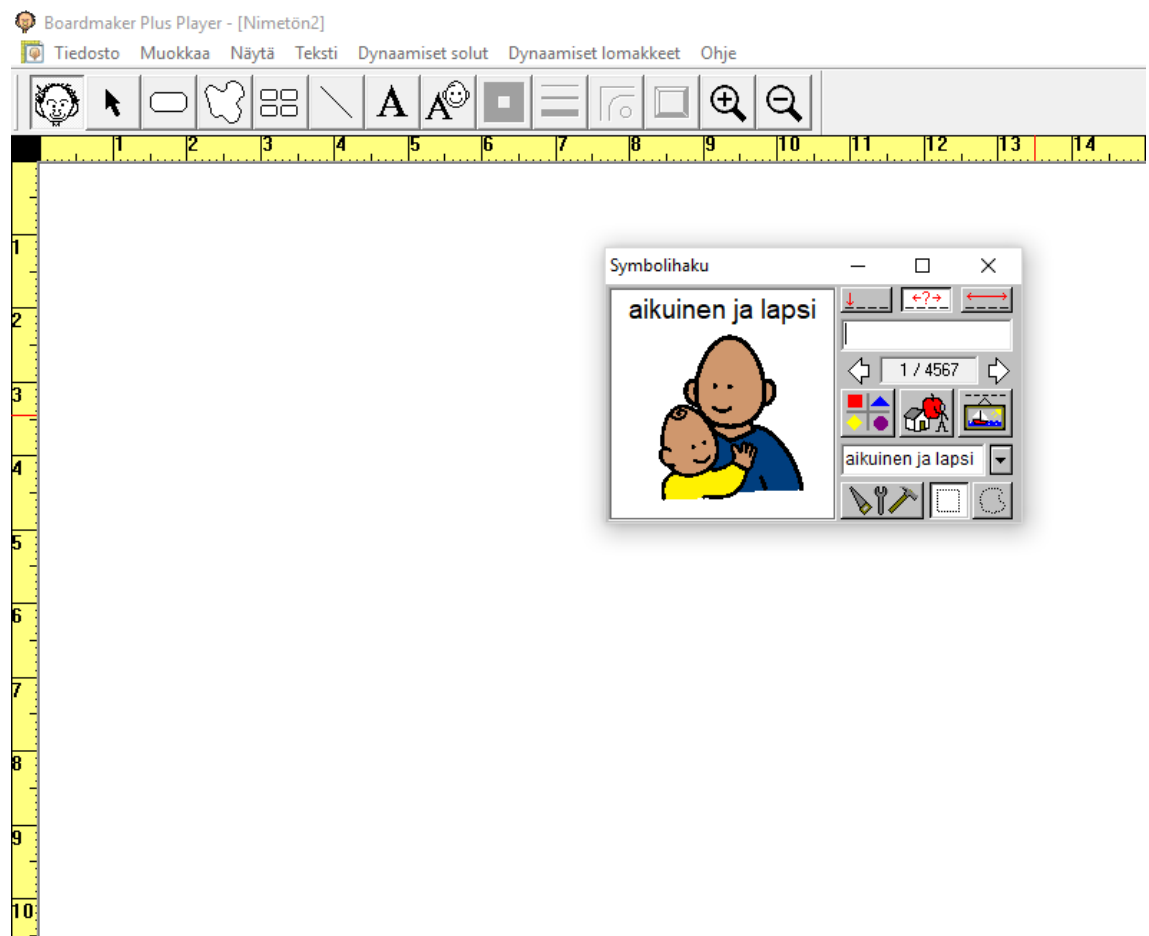 Boardmaker Plus Player - [Nimetön2]
Tiedosto Muokkaa Näytä Teksti Dynaamiset solut Dynaamiset lomakkeet Ohje
A A
1 2 3 4 5 6 7 8 9 10 11 12 13 14
1
2
3
4
5
6
7
8
9
10
Symbolihaku
aikuinen ja lapsi
←?→
1 / 4567
aikuinen ja lapsi